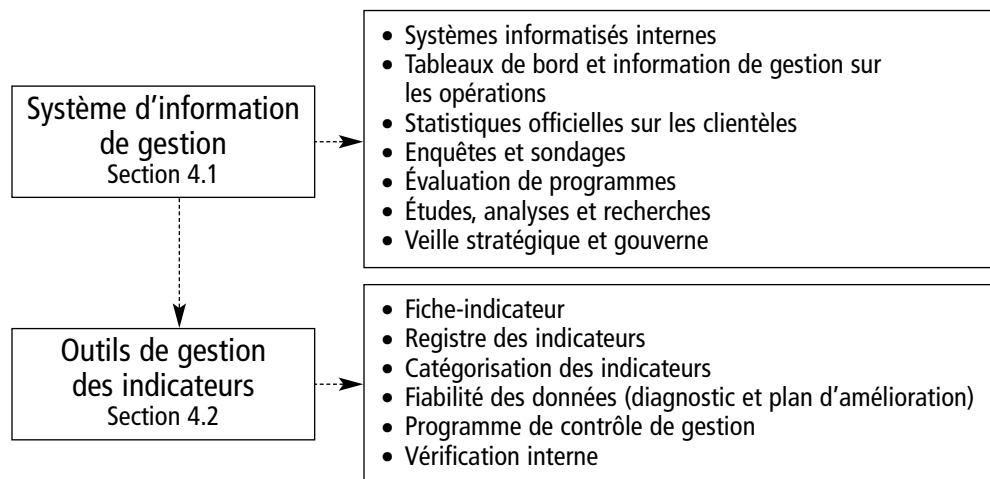 Système d’information
de gestion
Section 4.1
• Systèmes informatisés internes
• Tableaux de bord et information de gestion sur
les opérations
• Statistiques officielles sur les clientèles
• Enquêtes et sondages
• Évaluation de programmes
• Études, analyses et recherches
• Veille stratégique et gouverne
Outils de gestion
des indicateurs
Section 4.2
• Fiche-indicateur
• Registre des indicateurs
• Catégorisation des indicateurs
• Fiabilité des données (diagnostic et plan d’amélioration)
• Programme de contrôle de gestion
• Vérification interne